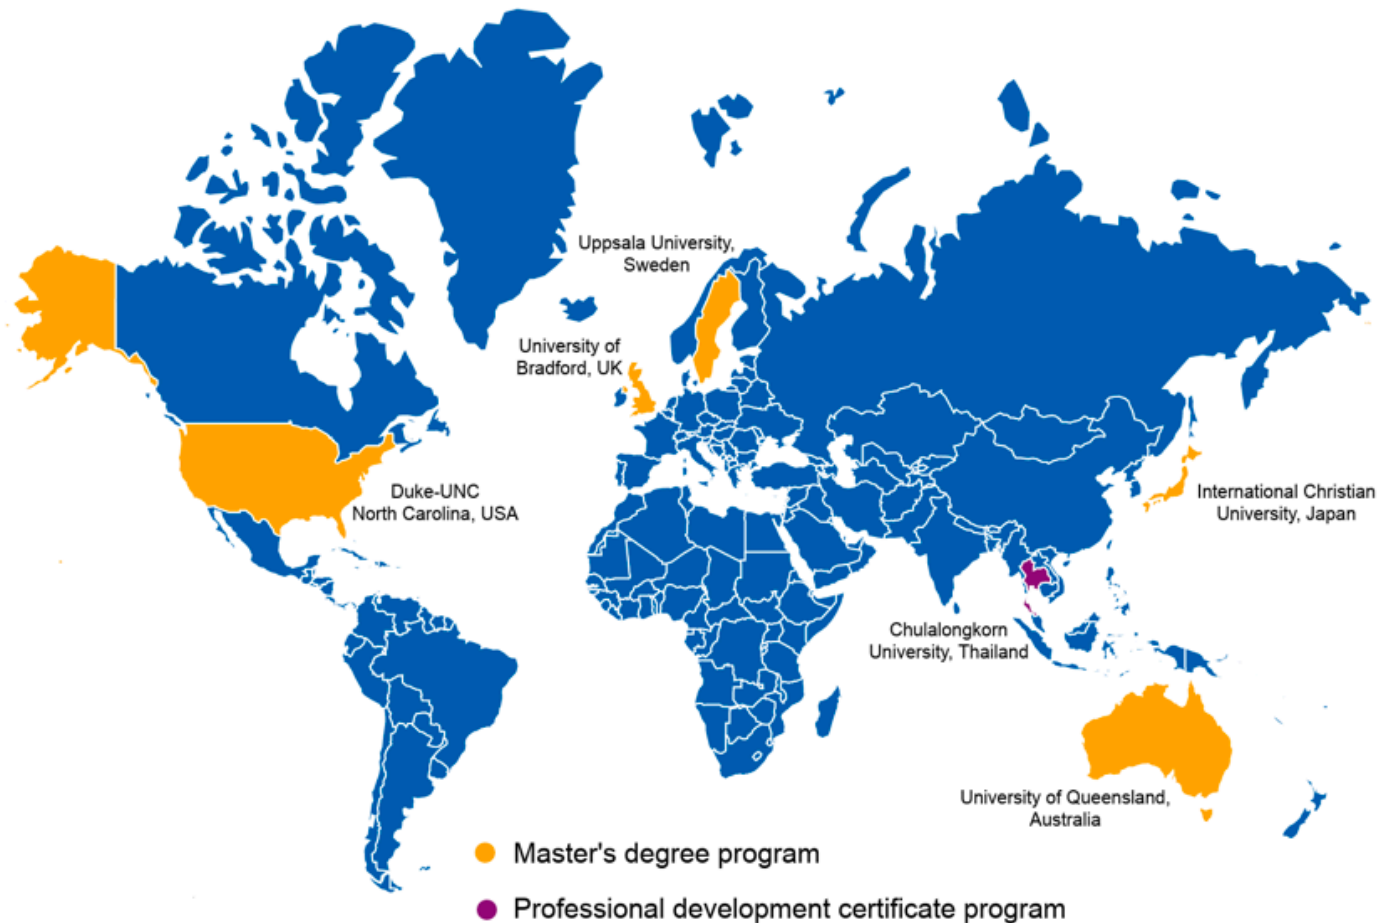 Uppsala University,
Sweden
University of
Bradford, UK
Duke-UNC
North Carolina, USA
International Christian
University, Japan
Chulalongkorn
University, Thailand
University of Queensland,
Australia
Master's degree program
Professional development certificate program